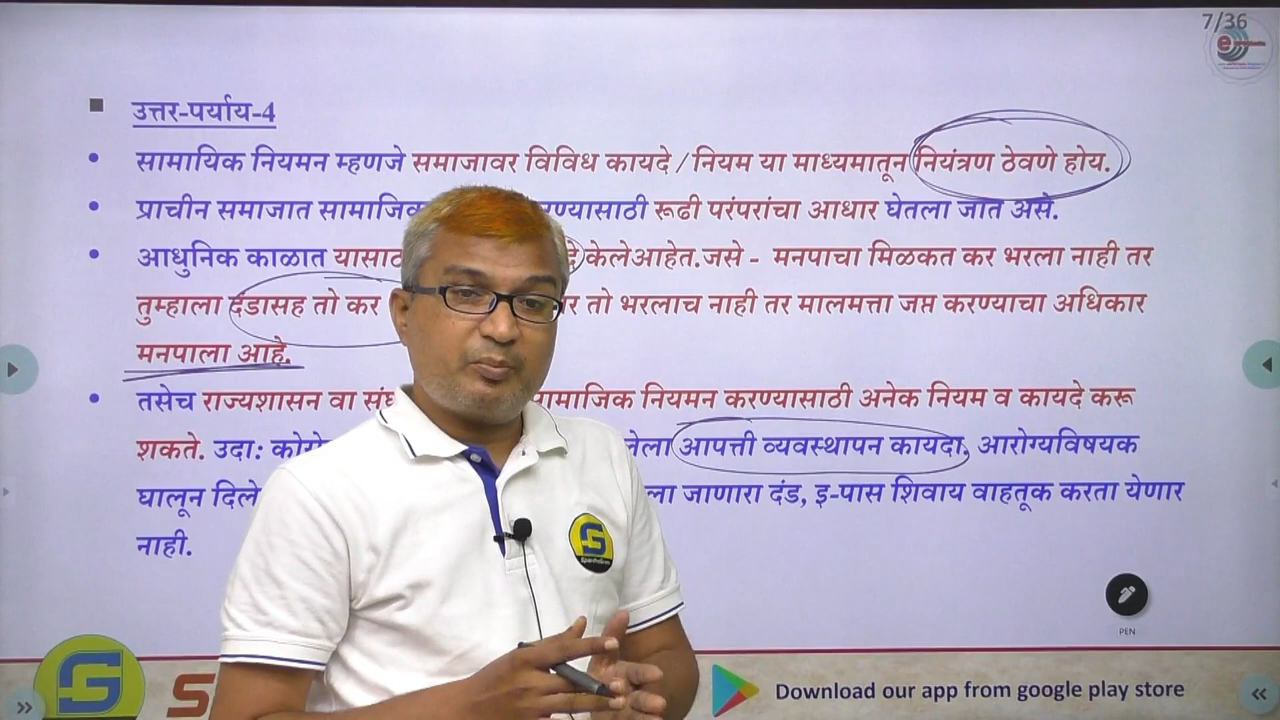 7/36
उत्तर-पर्याय-4
सामायिक नियमन म्हणजे समाजावर विविध कायदे / नियम या माध्यमातून नियंत्रण ठेवणे होय.
प्राचीन समाजात रूढी परंपरांचा आधार घेतला जात असे.
आधुनिक काळात केलेआहेत.जसे - मनपाचा मिळकत कर भरला नाही तर
तुम्हाला दंडासह तो कर तो भरलाच नाही तर मालमत्ता जप्त करण्याचा अधिकार
मनपाला आहे.
तसेच राज्यशासन वा नियमन करण्यासाठी अनेक नियम व कायदे करू
शकते. उदा: आपत्ती व्यवस्थापन कायदा, आरोग्यविषयक
घालून जाणारा दंड, इ-पास शिवाय वाहतूक करता येणार
नाही.
PEN
Download our app from google play store